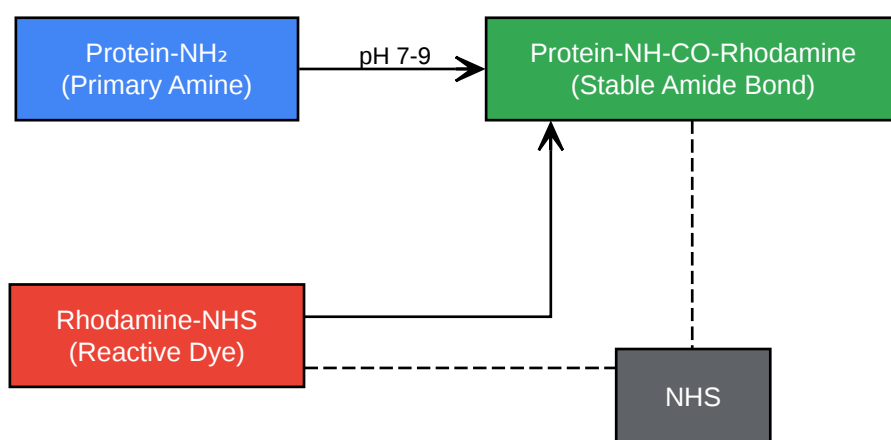 Protein-NH₂
(Primary Amine)
pH 7-9
Protein-NH-CO-Rhodamine
(Stable Amide Bond)
Rhodamine-NHS
(Reactive Dye)
NHS